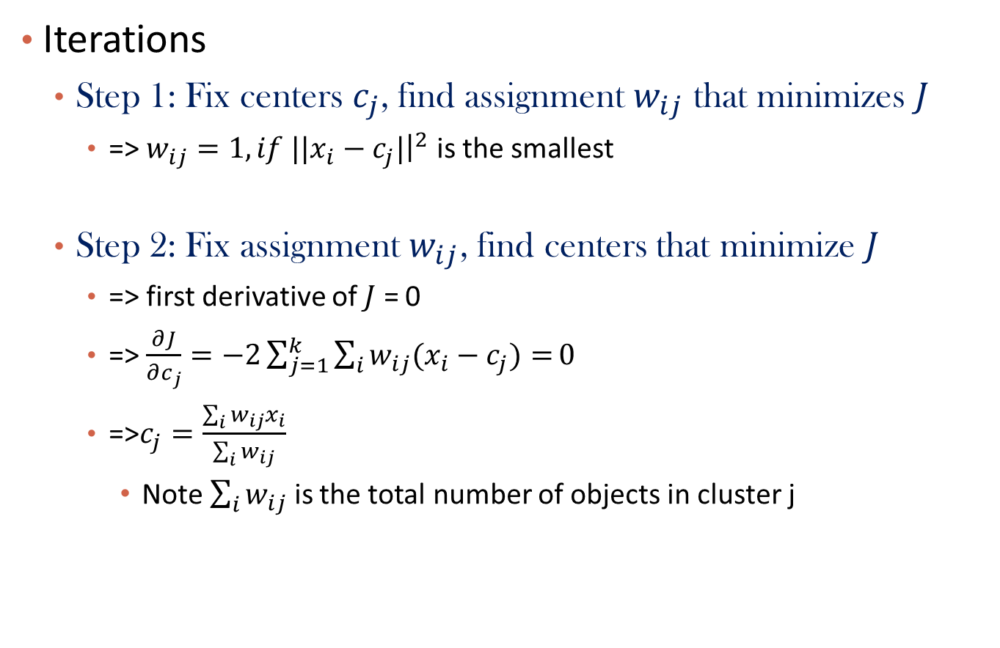 • Iterations
• Step 1: Fix centers $c_j$, find assignment $w_{ij}$ that minimizes $J$
• => $w_{ij} = 1, if \ ||x_i - c_j||^2$ is the smallest
• Step 2: Fix assignment $w_{ij}$, find centers that minimize $J$
• => first derivative of $J$ = 0
• => $\frac{\partial J}{\partial c_j} = -2 \sum_{j=1}^{k} \sum_i w_{ij}(x_i - c_j) = 0$
• =>$c_j = \frac{\sum_i w_{ij} x_i}{\sum_i w_{ij}}$
• Note $\sum_i w_{ij}$ is the total number of objects in cluster j